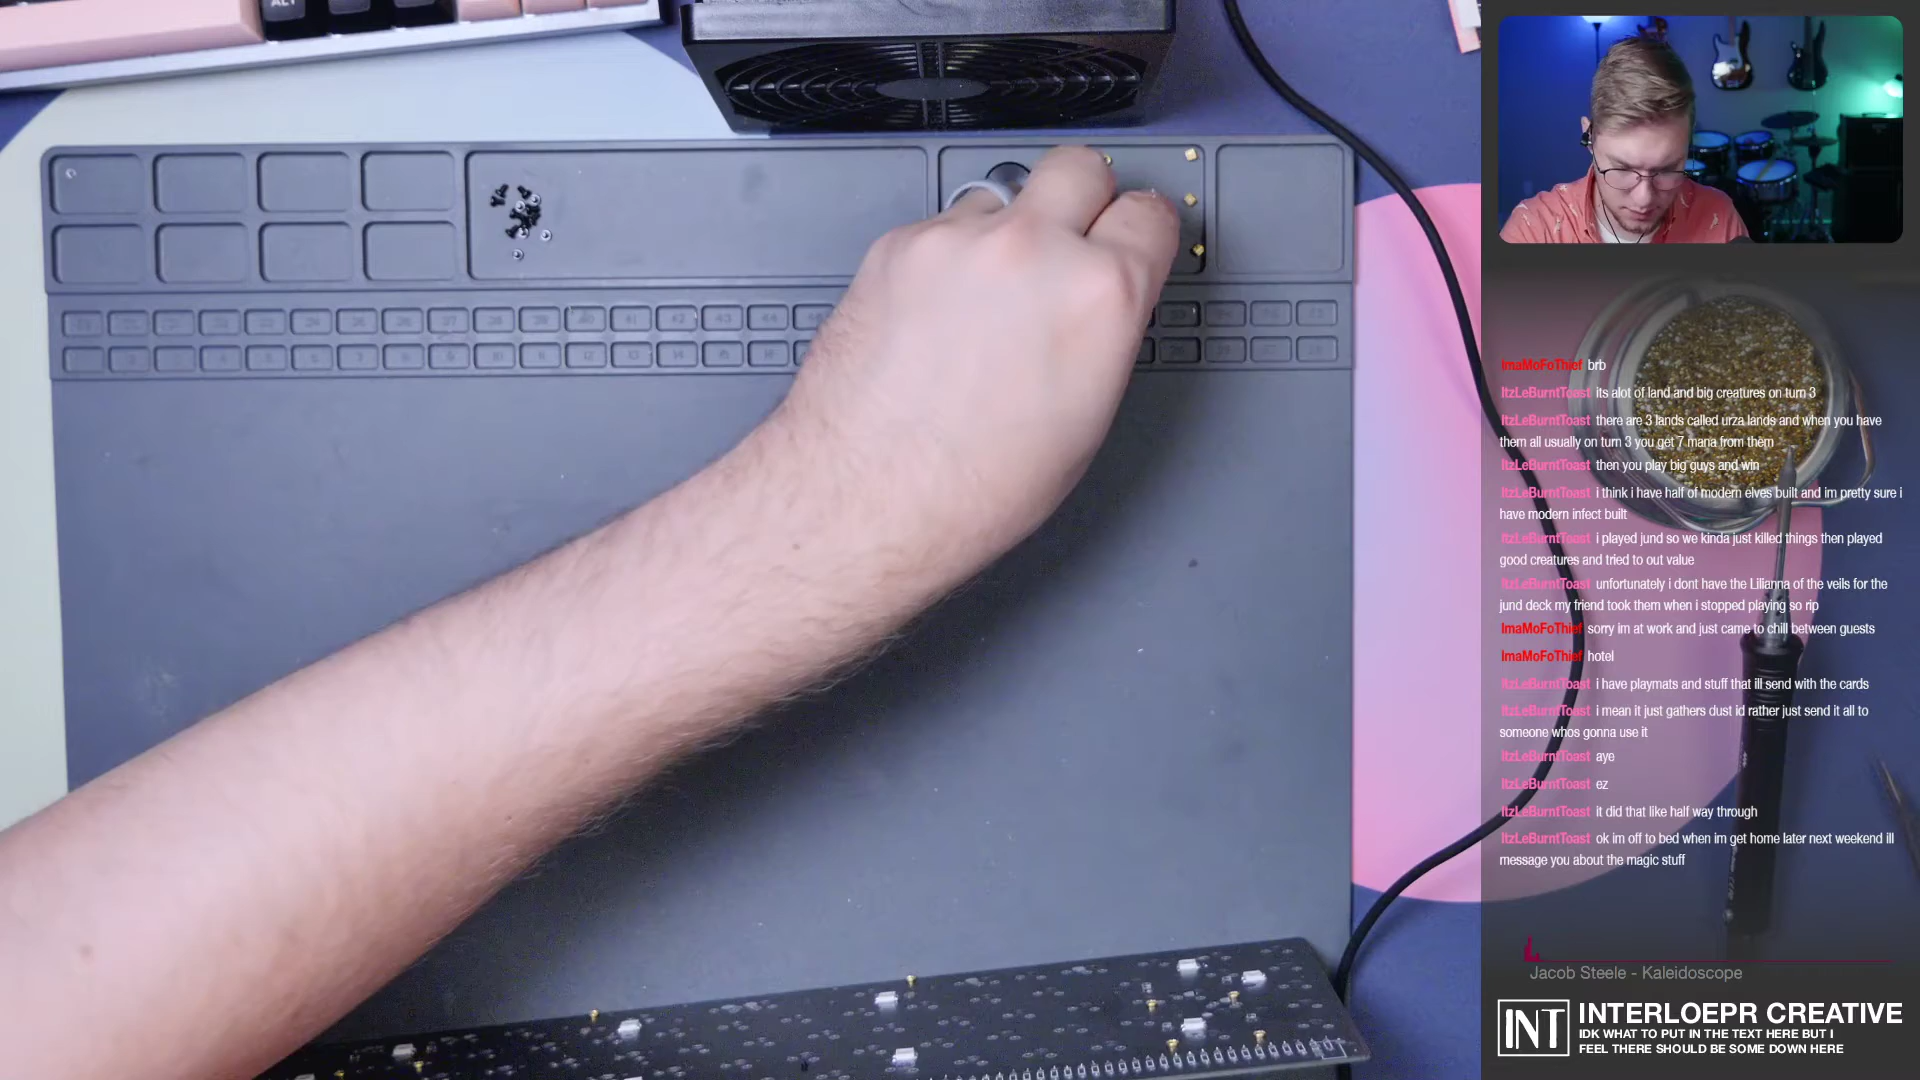 ALT
ImaMoFoThief brb
ItzLeBurntToast its alot of land and big creatures on turn 3
ItzLeBurntToast there are 3 lands called urza lands and when you have
them all usually on turn 3 you get 7 mana from them
ItzLeBurntToast then you play big guys and win
ItzLeBurntToast i think i have half of modern elves built and im pretty sure i
have modern infect built
ItzLeBurntToast i played jund so we kinda just killed things then played
good creatures and tried to out value
ItzLeBurntToast unfortunately i dont have the Lilianna of the veils for the
jund deck my friend took them when i stopped playing so rip
ImaMoFoThief sorry im at work and just came to chill between guests
ImaMoFoThief hotel
ItzLeBurntToast i have playmats and stuff that ill send with the cards
ItzLeBurntToast i mean it just gathers dust id rather just send it all to
someone whos gonna use it
ItzLeBurntToast aye
ItzLeBurntToast ez
ItzLeBurntToast it did that like half way through
ItzLeBurntToast ok im off to bed when im get home later next weekend ill
message you about the magic stuff
Jacob Steele - Kaleidoscope
INT
INTERLOEPR CREATIVE
IDK WHAT TO PUT IN THE TEXT HERE BUT I
FEEL THERE SHOULD BE SOME DOWN HERE